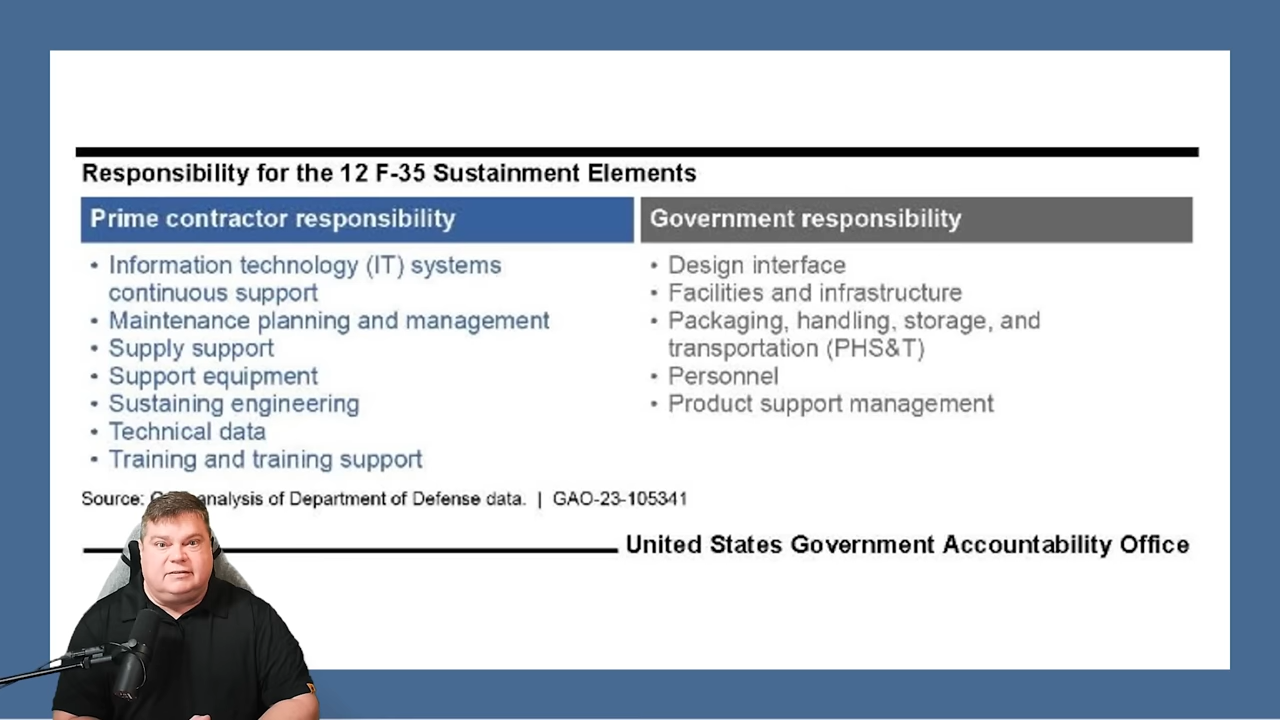 Responsibility for the 12 F-35 Sustainment Elements
Prime contractor responsibility
• Information technology (IT) systems
continuous support
• Maintenance planning and management
• Supply support
• Support equipment
• Sustaining engineering
• Technical data
• Training and training support
Government responsibility
• Design interface
• Facilities and infrastructure
• Packaging, handling, storage, and
transportation (PHS&T)
• Personnel
• Product support management
Source: analysis of Department of Defense data. | GAO-23-105341
United States Government Accountability Office